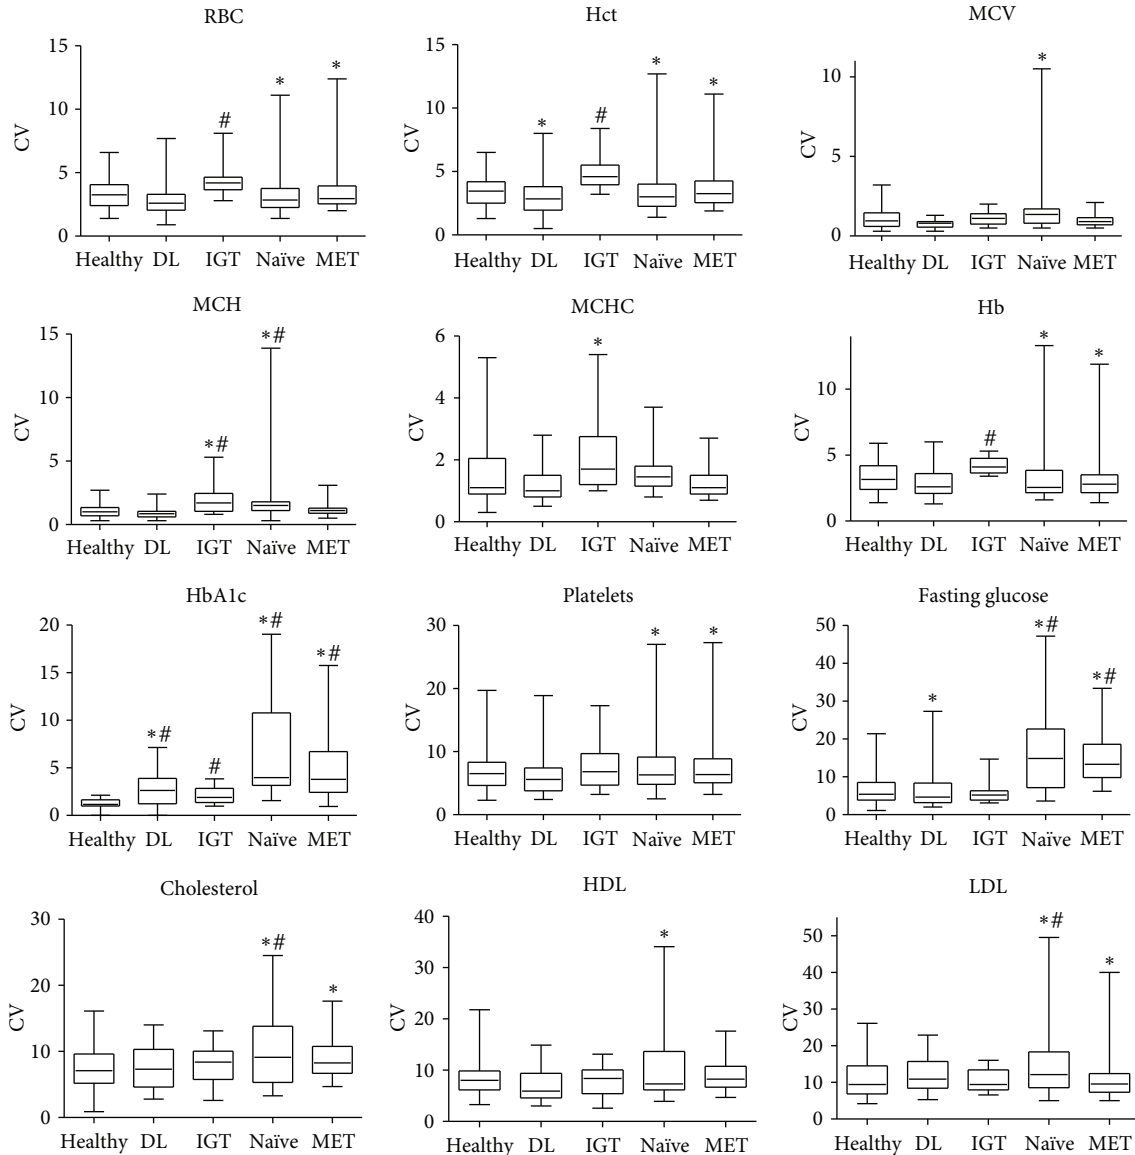 RBC
15
10
5
0
CV
#
*
*
Healthy DL IGT Naïve MET
Hct
15
10
5
0
CV
*
#
*
*
Healthy DL IGT Naïve MET
MCV
10
5
0
CV
*
Healthy DL IGT Naïve MET
MCH
15
10
5
0
CV
*#
*#
Healthy DL IGT Naïve MET
MCHC
6
4
2
0
CV
*
Healthy DL IGT Naïve MET
Hb
10
5
0
CV
#
*
*
Healthy DL IGT Naïve MET
HbA1c
20
15
10
5
0
CV
*#
#
*#
*#
Healthy DL IGT Naïve MET
Platelets
30
20
10
0
CV
*
*
Healthy DL IGT Naïve MET
Fasting glucose
50
40
30
20
10
0
CV
*
*#
*#
Healthy DL IGT Naïve MET
Cholesterol
30
20
10
0
CV
*#
*
Healthy DL IGT Naïve MET
HDL
40
30
20
10
0
CV
*
Healthy DL IGT Naïve MET
LDL
50
40
30
20
10
0
CV
*#
*
Healthy DL IGT Naïve MET